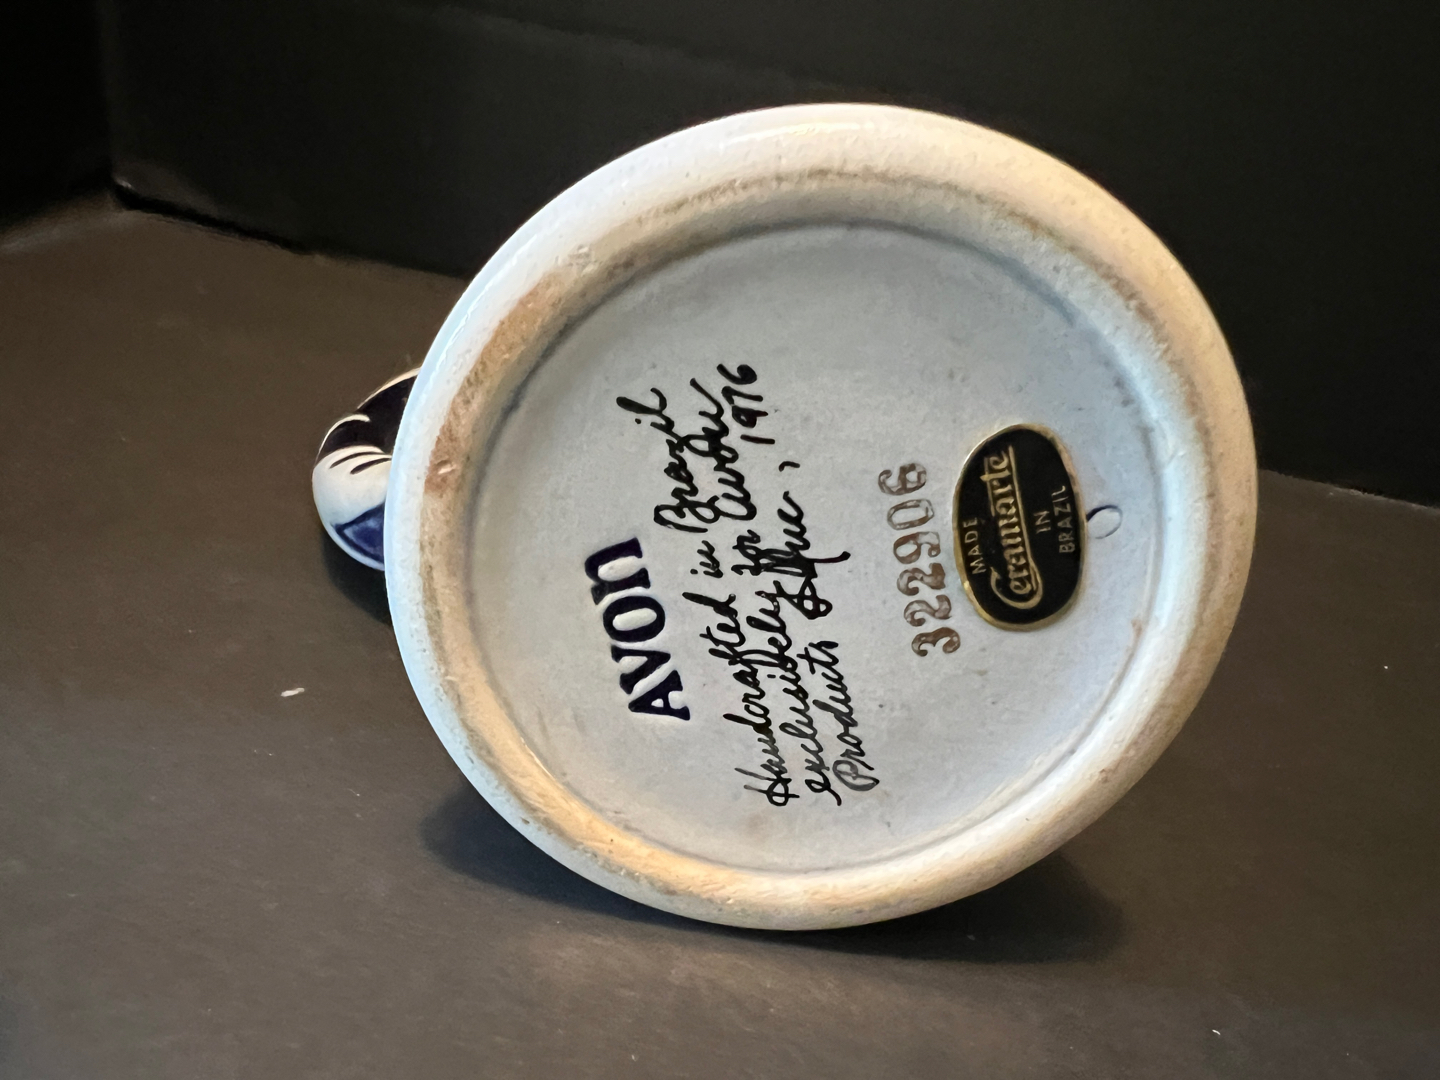 AVON
Handcrafted in Brazil
exclusively for Avon
Products, Inc., 1976
322906
MADE
Ceramarte
IN
BRAZIL